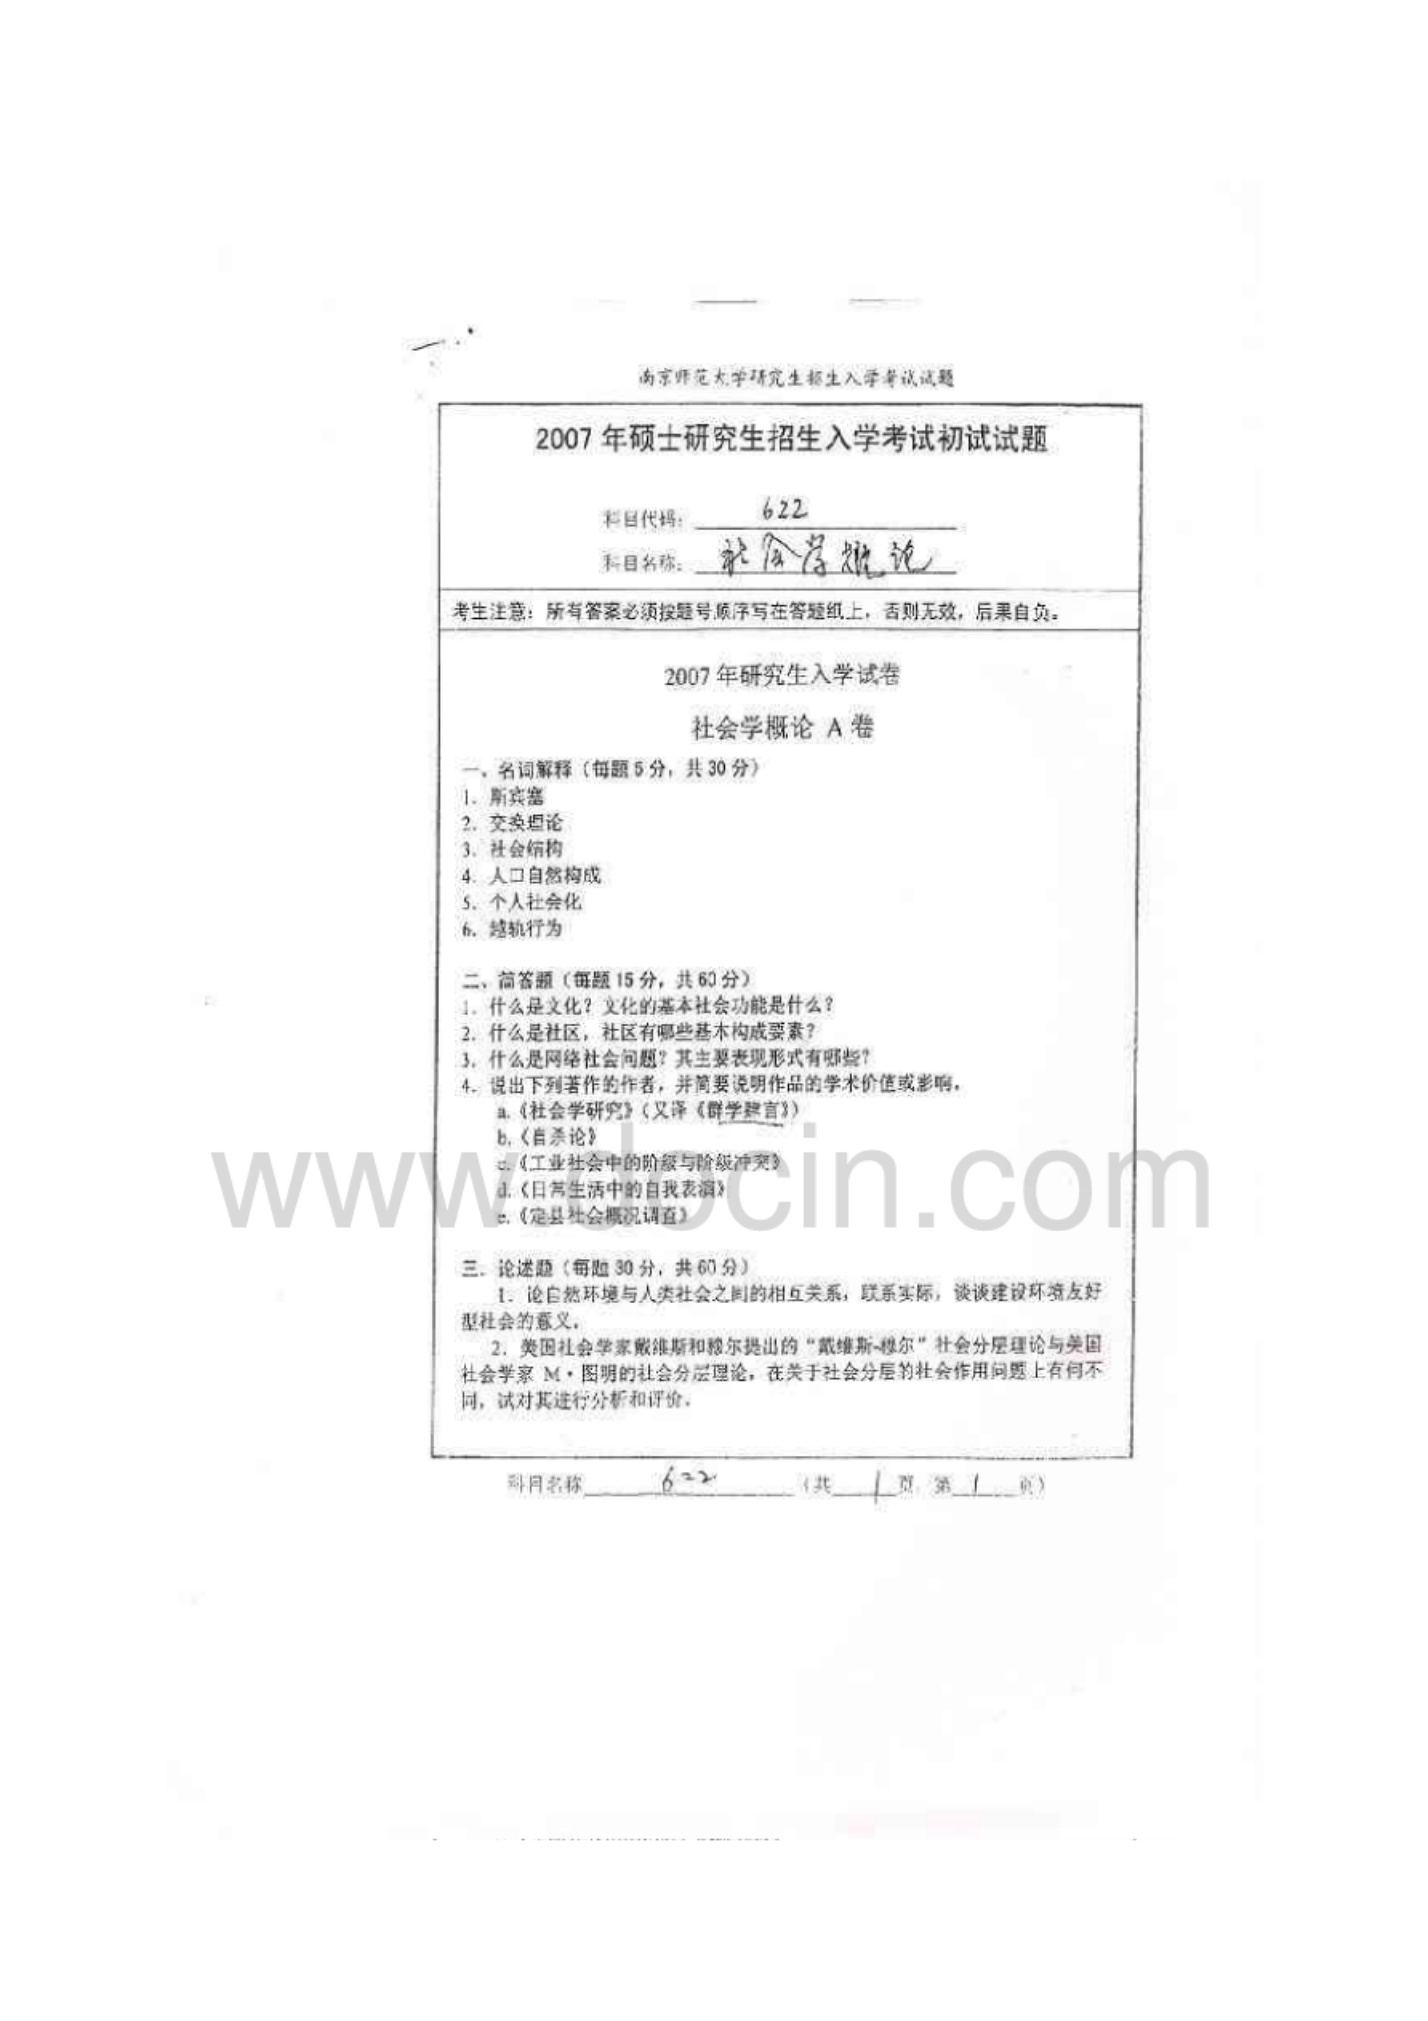 南京师范大学研究生招生入学考试试题
2007 年硕士研究生招生入学考试初试试题
科目代码：622
科目名称：社会学概论
考生注意：所有答案必须按题号顺序写在答题纸上，否则无效，后果自负。
2007 年研究生入学试卷
社会学概论 A 卷
一、名词解释（每题 5 分，共 30 分）
1. 斯宾塞
2. 交换理论
3. 社会结构
4. 人口自然构成
5. 个人社会化
6. 越轨行为
二、简答题（每题 15 分，共 60 分）
1. 什么是文化？文化的基本社会功能是什么？
2. 什么是社区，社区有哪些基本构成要素？
3. 什么是网络社会问题？其主要表现形式有哪些？
4. 说出下列著作的作者，并简要说明作品的学术价值或影响。
a.《社会学研究》（又译《群学肄言》）
b.《自杀论》
c.《工业社会中的阶级与阶级冲突》
d.《日常生活中的自我表演》
e.《定县社会概况调查》
www.docin.com
三. 论述题（每题 30 分，共 60 分）
1. 论自然环境与人类社会之间的相互关系，联系实际，谈谈建设环境友好
型社会的意义。
2. 美国社会学家戴维斯和穆尔提出的“戴维斯-穆尔”社会分层理论与美国
社会学家 M·图明的社会分层理论，在关于社会分层的社会作用问题上有何不
同，试对其进行分析和评价。
科目名称 622 （共 1 页 第 1 页）